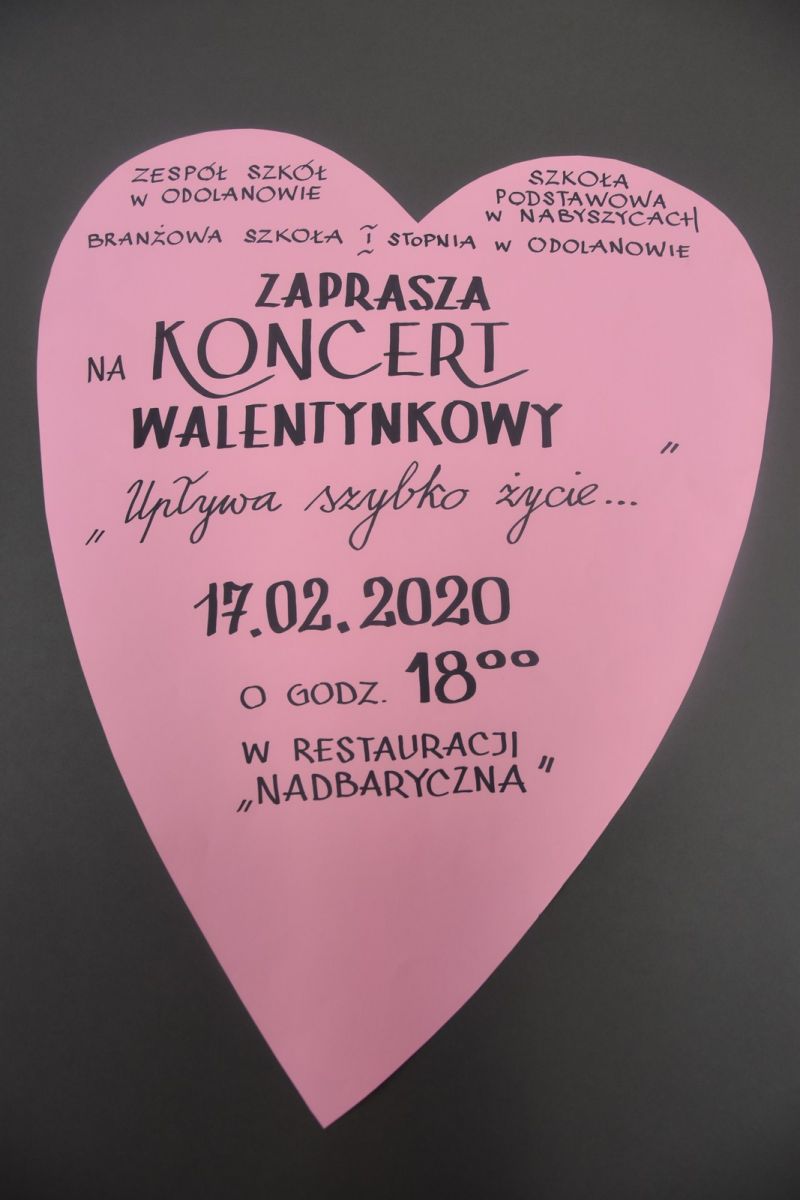 ZESPÓŁ SZKÓŁ
W ODOLANOWIE
SZKOŁA
PODSTAWOWA
W NABYSZYCACH
BRANŻOWA SZKOŁA I STOPNIA W ODOLANOWIE
ZAPRASZA
NA KONCERT
WALENTYNKOWY
„Upływa szybko życie..."
17.02.2020
O GODZ. 18⁰⁰
W RESTAURACJI
„NADBARYCZNA"